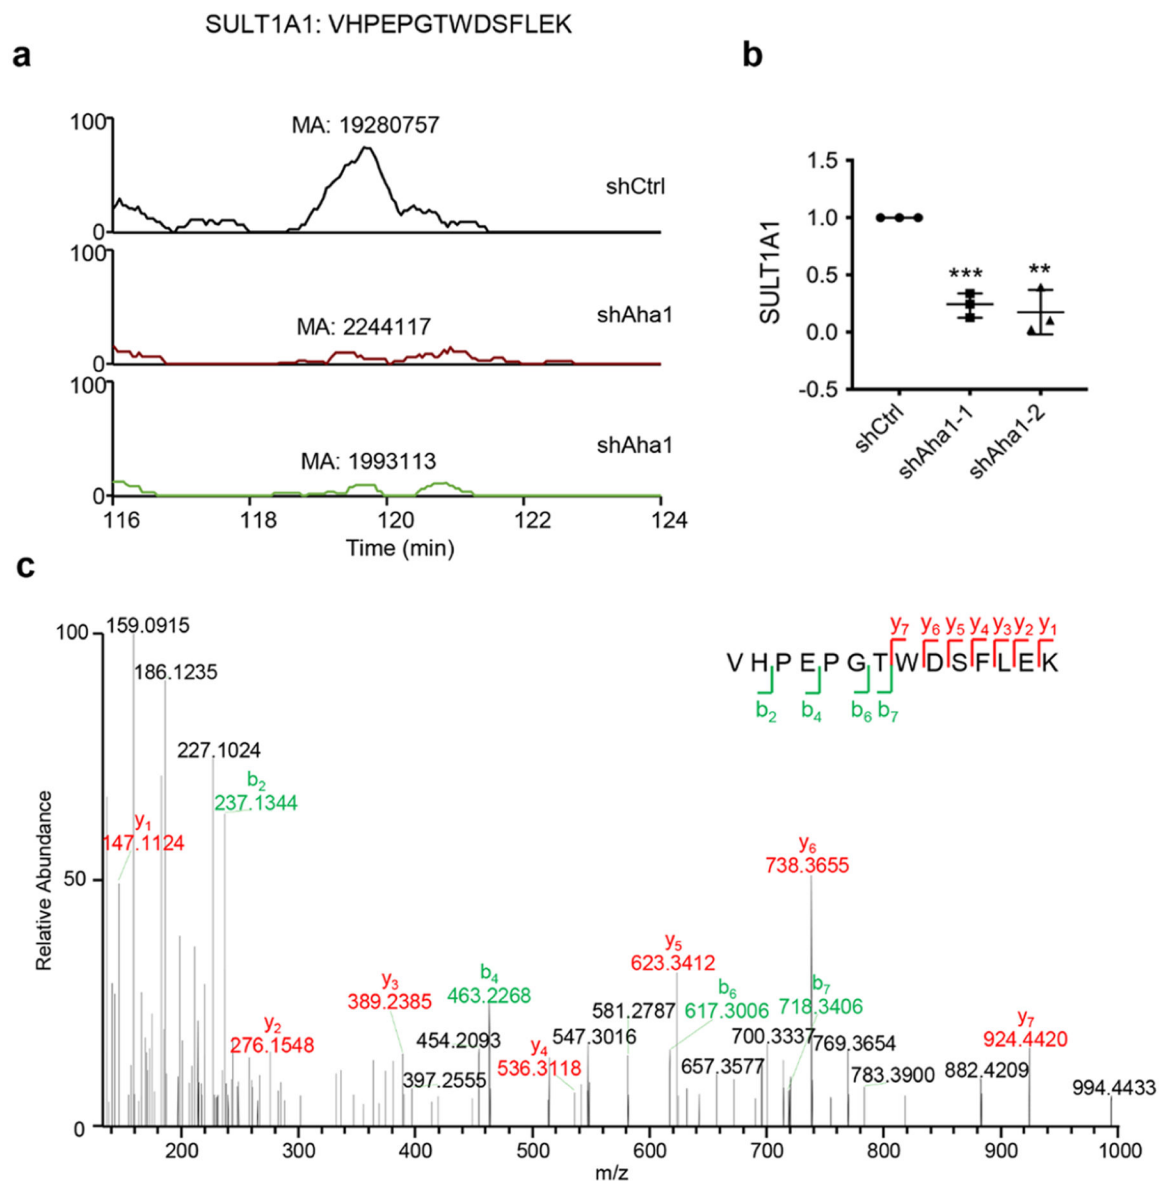 SULT1A1: VHPEPGTWDSFLEK
a
100
MA: 19280757
shCtrl
0
100
MA: 2244117
shAha1
0
100
MA: 1993113
shAha1
0
116 118 120 122 124
Time (min)
b
SULT1A1
1.5
1.0
0.5
0.0
-0.5
*** **
shCtrl
shAha1-1
shAha1-2
c
Relative Abundance
100
50
0
159.0915
186.1235
227.1024
b2
237.1344
y1
147.1124
y2
276.1548
y3
389.2385
397.2555
454.2093
b4
463.2268
y4
536.3118
547.3016
581.2787
y5
623.3412
b6
617.3006
657.3577
700.3337
b7
718.3406
y6
738.3655
769.3654
783.3900
882.4209
y7
924.4420
994.4433
y7 y6 y5 y4 y3 y2 y1
V H P E P G T W D S F L E K
b2 b4 b6 b7
200 300 400 500 600 700 800 900 1000
m/z